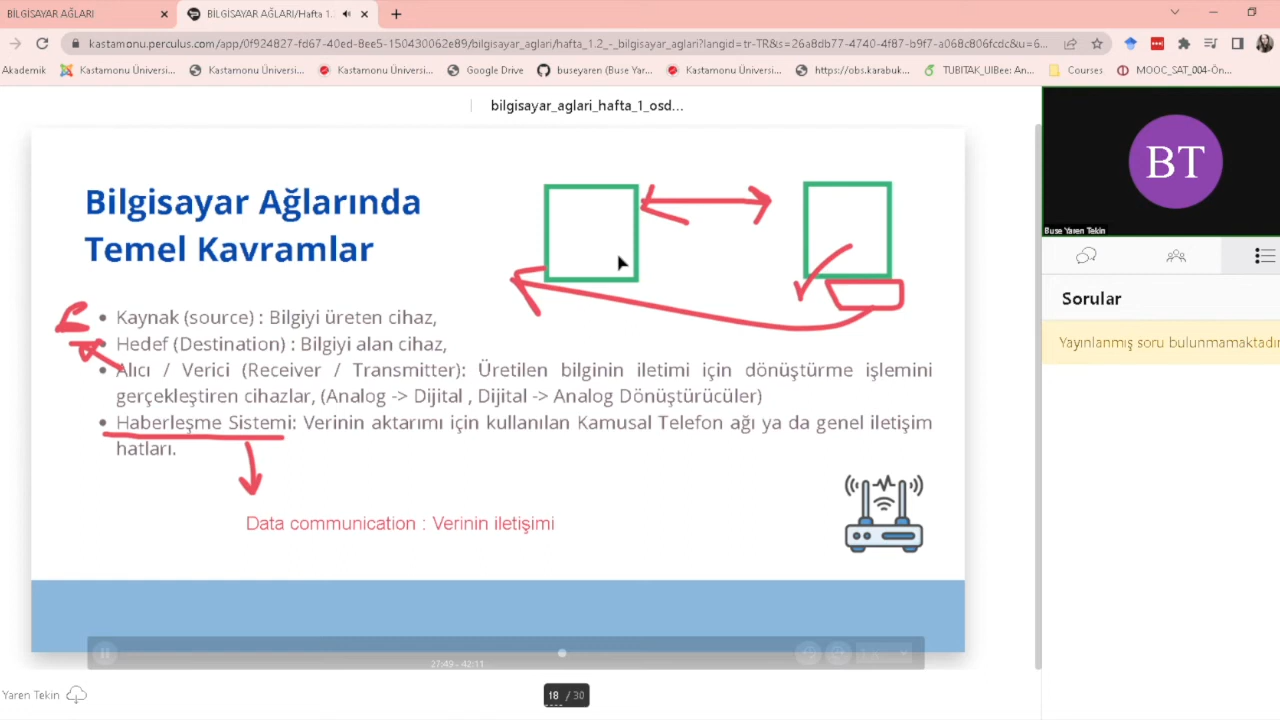 BİLGİSAYAR AĞLARI
BİLGİSAYAR AĞLARI/Hafta 1.
kastamonu.perculus.com/app/0f924827-fd67-40ed-8ee5-150430062ef9/bilgisayar_aglari/hafta_1.2_-_bilgisayar_aglari?langid=tr-TR&s=26a8db77-4740-4f87-b9f7-a068c806fcdc&u=6...
Akademik
Kastamonu Üniversi...
Kastamonu Üniversi...
Kastamonu Üniversi...
Google Drive
buseyaren (Buse Yar...
Kastamonu Üniversi...
https://obs.karabuk...
TUBITAK_UIBee: An...
Courses
MOOC_SAT_004-Ön...
bilgisayar_aglari_hafta_1_osd...
Bilgisayar Ağlarında
Temel Kavramlar
• Kaynak (source) : Bilgiyi üreten cihaz,
• Hedef (Destination) : Bilgiyi alan cihaz,
• Alıcı / Verici (Receiver / Transmitter): Üretilen bilginin iletimi için dönüştürme işlemini
gerçekleştiren cihazlar, (Analog -> Dijital , Dijital -> Analog Dönüştürücüler)
• Haberleşme Sistemi: Verinin aktarımı için kullanılan Kamusal Telefon ağı ya da genel iletişim
hatları.
Data communication : Verinin iletişimi
27:49 - 42:11
Yaren Tekin
18 / 30
BT
Buse Yaren Tekin
Sorular
Yayınlanmış soru bulunmamaktadır